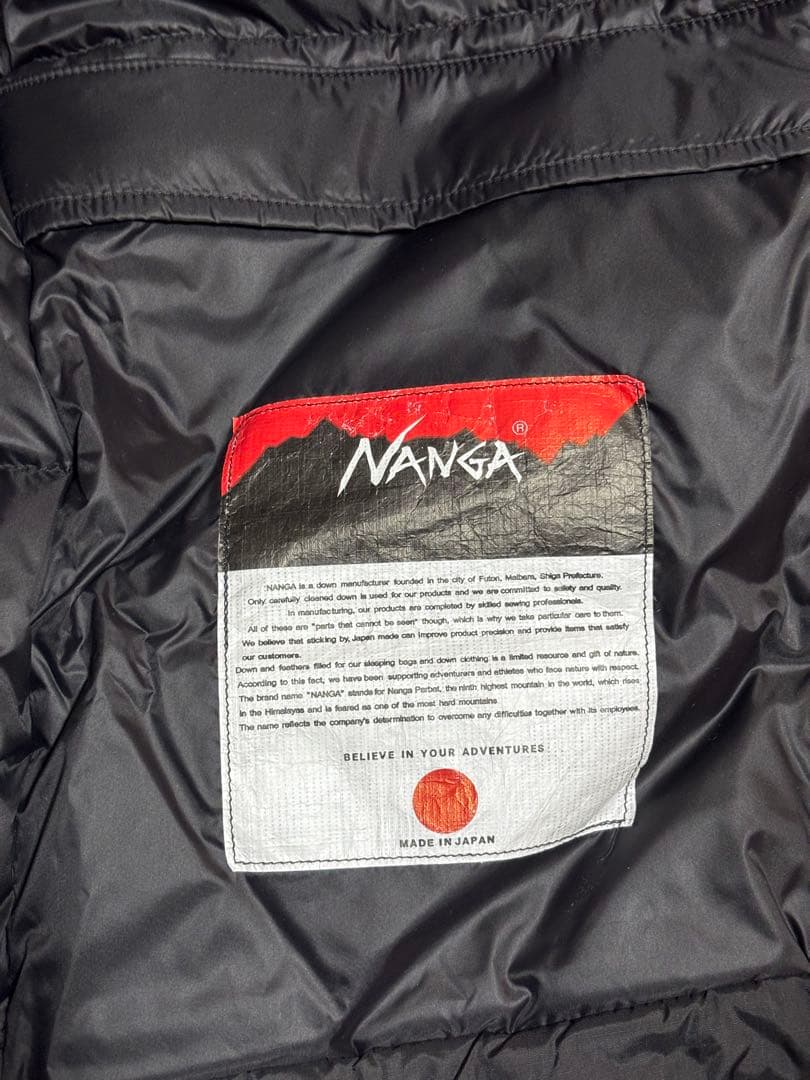 NANGA ®
NANGA is a down manufacturer founded in the city of Futon, Maibara, Shiga Prefecture.
Only carefully cleaned down is used for our products and we are committed to safety and quality.
In manufacturing, our products are completed by skilled sewing professionals.
All of these are "parts that cannot be seen" though, which is why we take particular care to them.
We believe that sticking by, Japan made can improve product precision and provide items that satisfy
our customers.
Down and feathers filled for our sleeping bags and down clothing is a limited resource and gift of nature.
According to this fact, we have been supporting adventurers and athletes who face nature with respect.
The brand name "NANGA" stands for Nanga Parbat, the ninth highest mountain in the world, which rises
in the Himalayas and is feared as one of the most hard mountains
The name reflects the company's determination to overcome any difficulties together with its employees.
BELIEVE IN YOUR ADVENTURES
MADE IN JAPAN